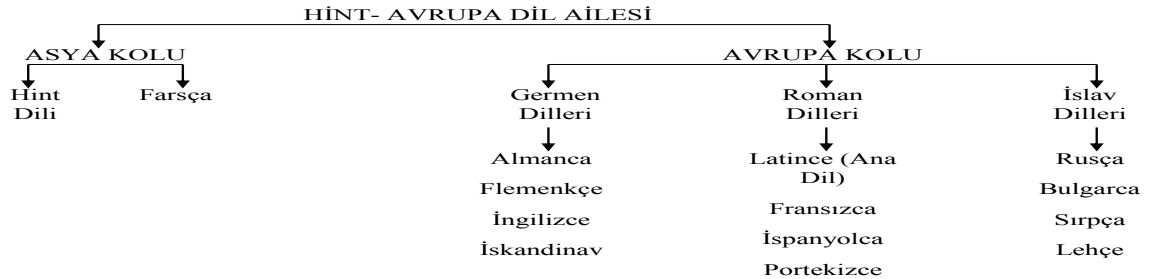 HİNT- AVRUPA DİL AİLESİ
ASYA KOLU
AVRUPA KOLU
Hint
Dili
Farsça
Germen
Dilleri
Roman
Dilleri
İslav
Dilleri
Almanca
Flemenkçe
İngilizce
İskandinav
Latince (Ana
Dil)
Fransızca
İspanyolca
Portekizce
Rusça
Bulgarca
Sırpça
Lehçe